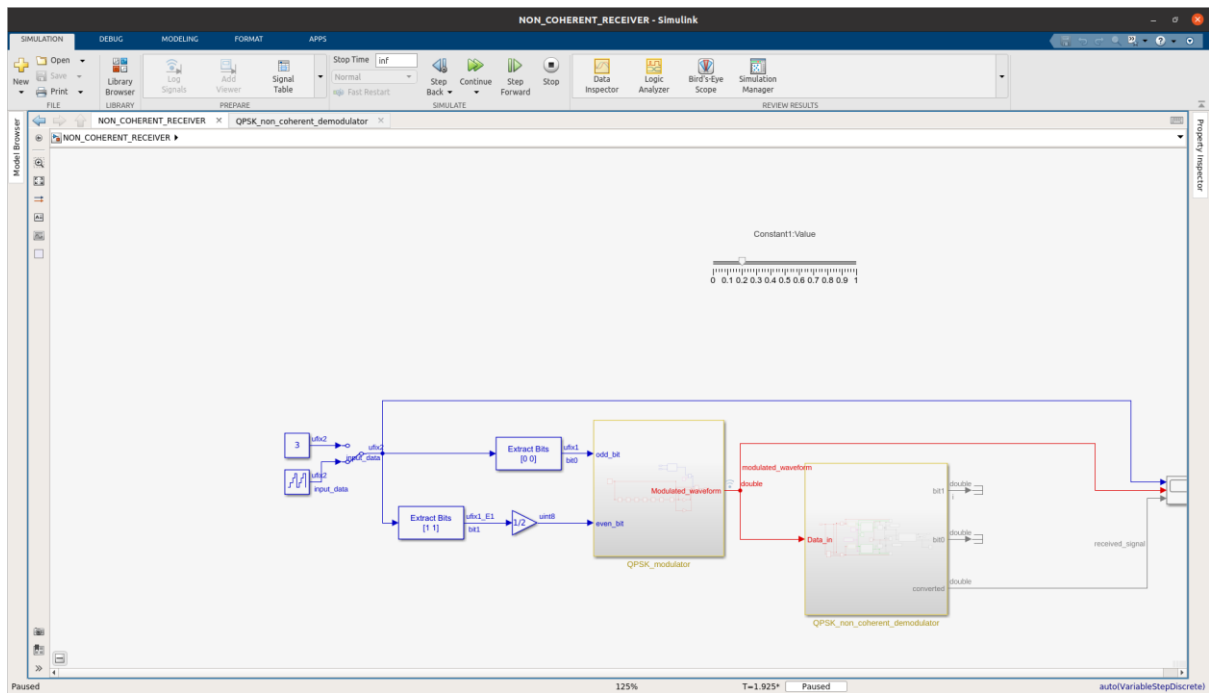 NON_COHERENT_RECEIVER - Simulink
SIMULATION DEBUG MODELING FORMAT APPS
Open
Save
Print
New
FILE
Library Browser
LIBRARY
Log Signals
Add Viewer
Signal Table
PREPARE
Stop Time inf
Normal
Fast Restart
Step Back
Continue
Step Forward
Stop
SIMULATE
Data Inspector
Logic Analyzer
Bird's-Eye Scope
Simulation Manager
REVIEW RESULTS
NON_COHERENT_RECEIVER × QPSK_non_coherent_demodulator ×
NON_COHERENT_RECEIVER
Model Browser
Property Inspector
Constant1:Value
0 0.1 0.2 0.3 0.4 0.5 0.6 0.7 0.8 0.9 1
3
ufix2
ufix2
input_data
ufix2
input_data
Extract Bits
[0 0]
ufix1
bit0
Extract Bits
[1 1]
ufix1_E1
bit1
1/2
uint8
odd_bit
even_bit
Modulated_waveform
QPSK_modulator
modulated_waveform
double
Data_in
bit1
bit0
converted
QPSK_non_coherent_demodulator
double
i
double
double
received_signal
Paused 125% T=1.925* Paused auto(VariableStepDiscrete)